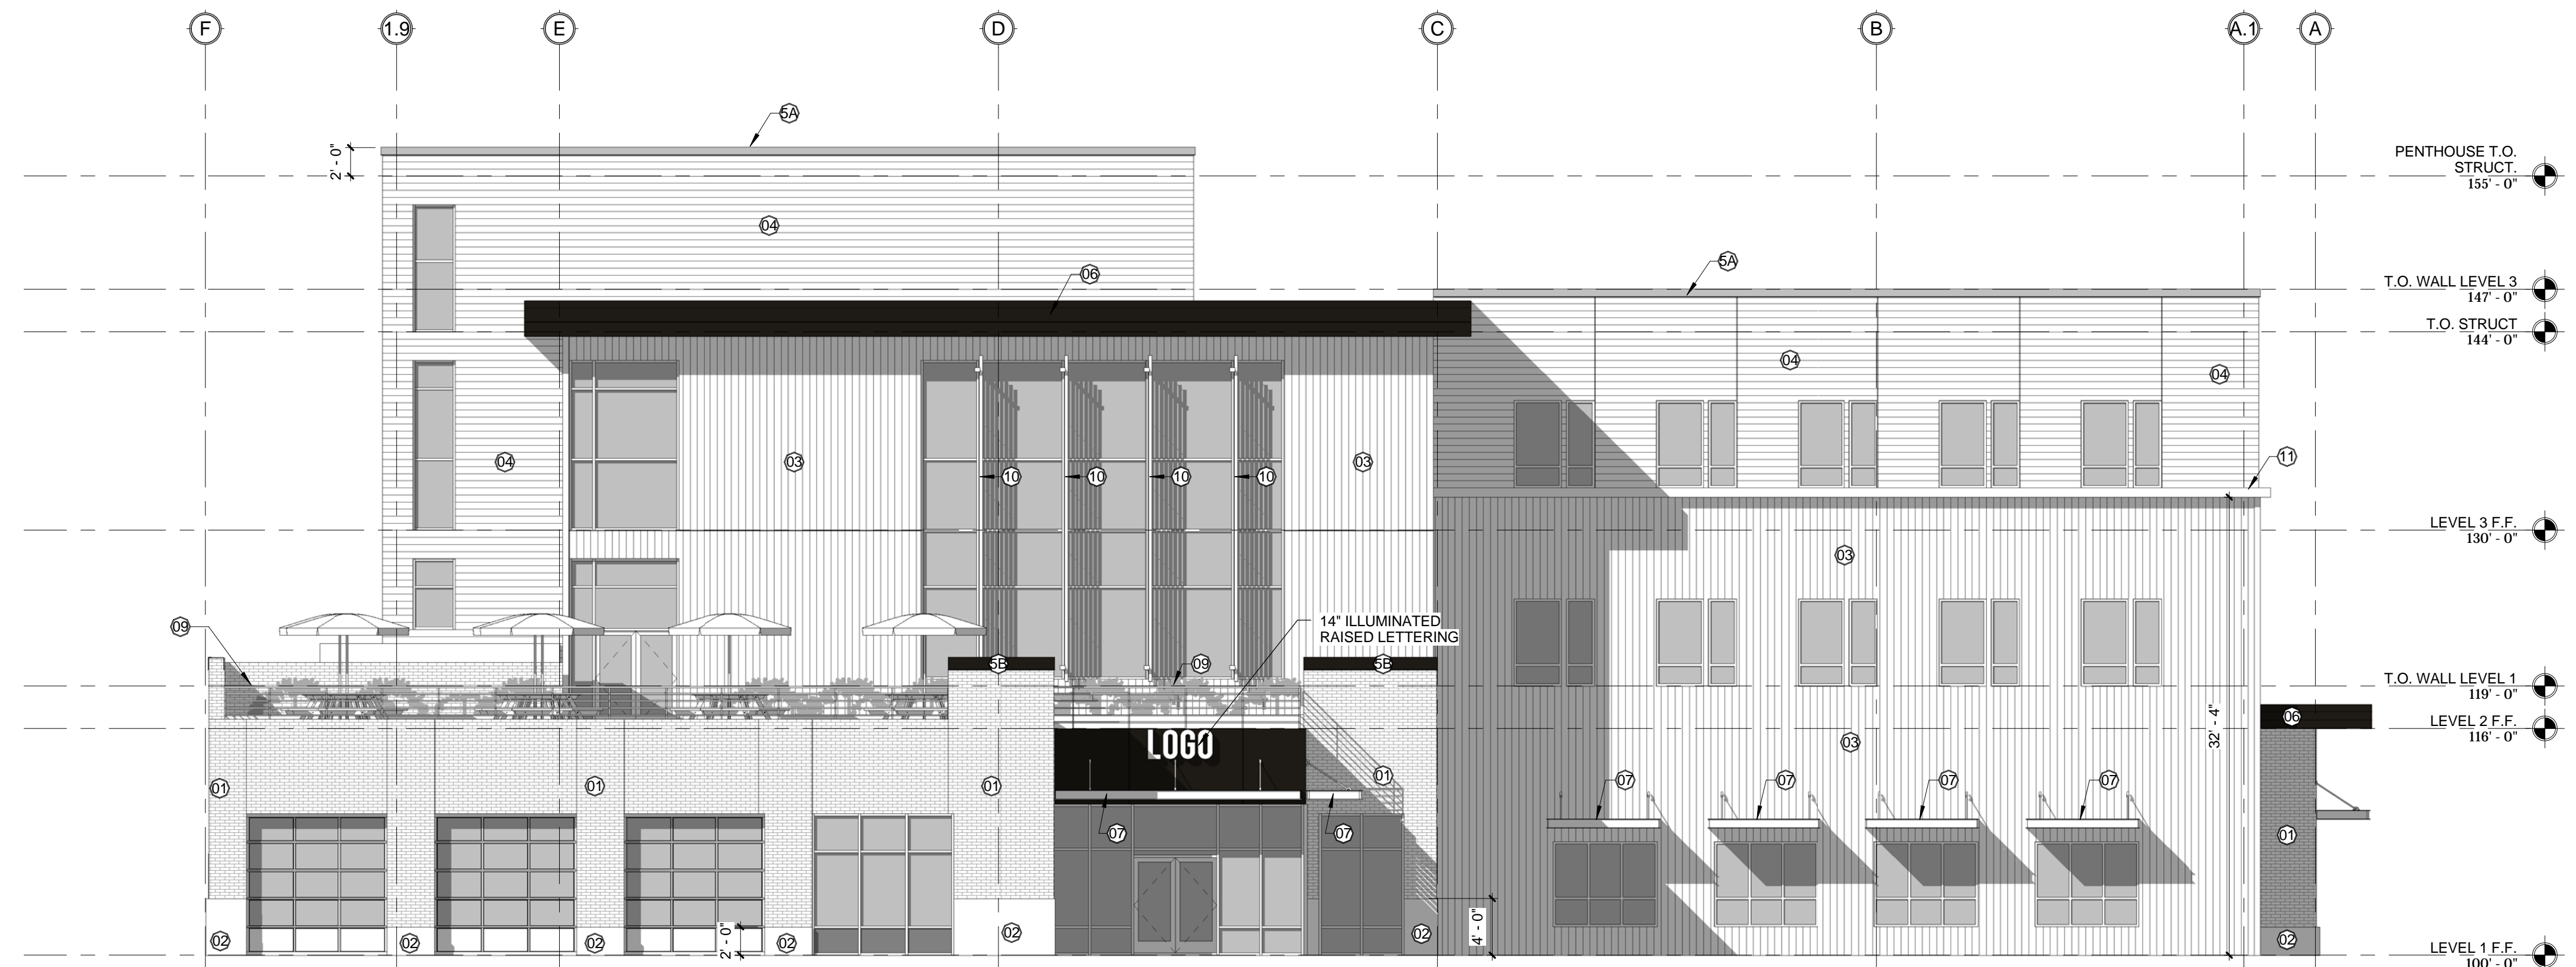 F
1.9
E
D
C
B
A.1
A
5A
2' - 0"
PENTHOUSE T.O.
STRUCT.
155' - 0"
04
5A
06
T.O. WALL LEVEL 3
147' - 0"
T.O. STRUCT
144' - 0"
04
04
04
03
03
10
10
10
10
11
LEVEL 3 F.F.
130' - 0"
03
09
14" ILLUMINATED
RAISED LETTERING
5B
09
5B
T.O. WALL LEVEL 1
119' - 0"
06
LEVEL 2 F.F.
116' - 0"
32' - 4"
LOGO
03
01
01
01
01
07
07
07
07
07
07
01
02
02
02
02
2' - 0"
02
02
4' - 0"
02
LEVEL 1 F.F.
100' - 0"